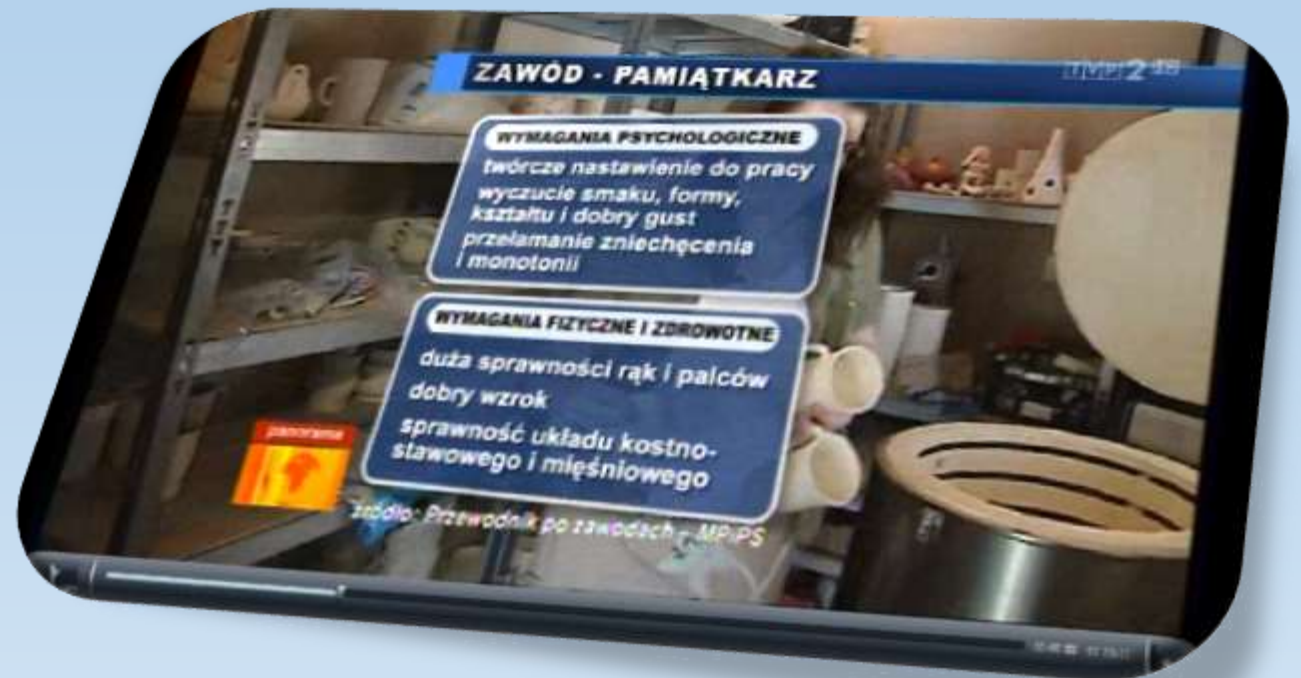 ZAWÓD - PAMIĄTKARZ
TVP2
WYMAGANIA PSYCHOLOGICZNE
twórcze nastawienie do pracy
wyczucie smaku, formy,
kształtu i dobry gust
przełamanie zniechęcenia
i monotonii
WYMAGANIA FIZYCZNE I ZDROWOTNE
duża sprawności rąk i palców
dobry wzrok
sprawność układu kostno-
stawowego i mięśniowego
panorama
źródło: Przewodnik po zawodach - MPiPS